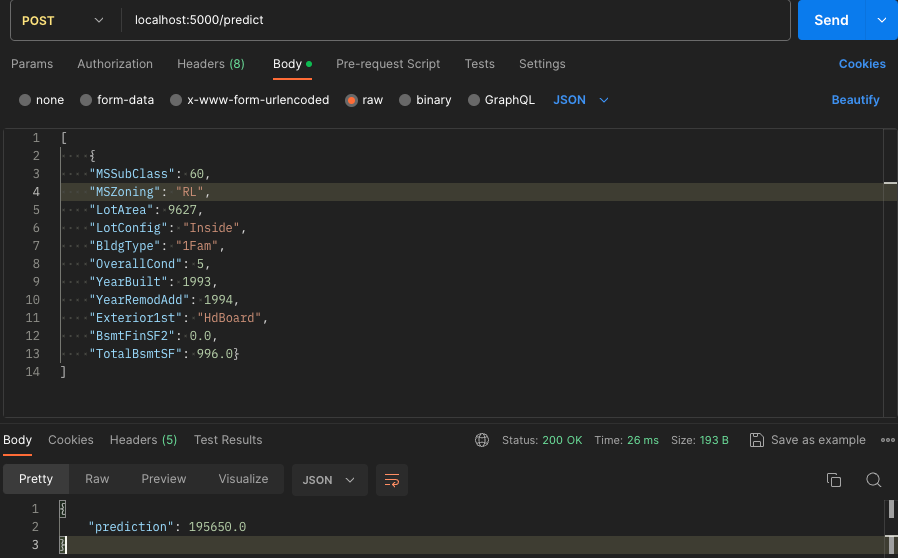 POST localhost:5000/predict Send
Params Authorization Headers (8) Body Pre-request Script Tests Settings Cookies
none form-data x-www-form-urlencoded raw binary GraphQL JSON Beautify
1 [
2 ····{
3 ····"MSSubClass":·60,
4 ····"MSZoning":·"RL",
5 ····"LotArea":·9627,
6 ····"LotConfig":·"Inside",
7 ····"BldgType":·"1Fam",
8 ····"OverallCond":·5,
9 ····"YearBuilt":·1993,
10 ····"YearRemodAdd":·1994,
11 ····"Exterior1st":·"HdBoard",
12 ····"BsmtFinSF2":·0.0,
13 ····"TotalBsmtSF":·996.0}
14 ]
Body Cookies Headers (5) Test Results Status: 200 OK Time: 26 ms Size: 193 B Save as example
Pretty Raw Preview Visualize JSON
1 {
2 "prediction": 195650.0
3 }